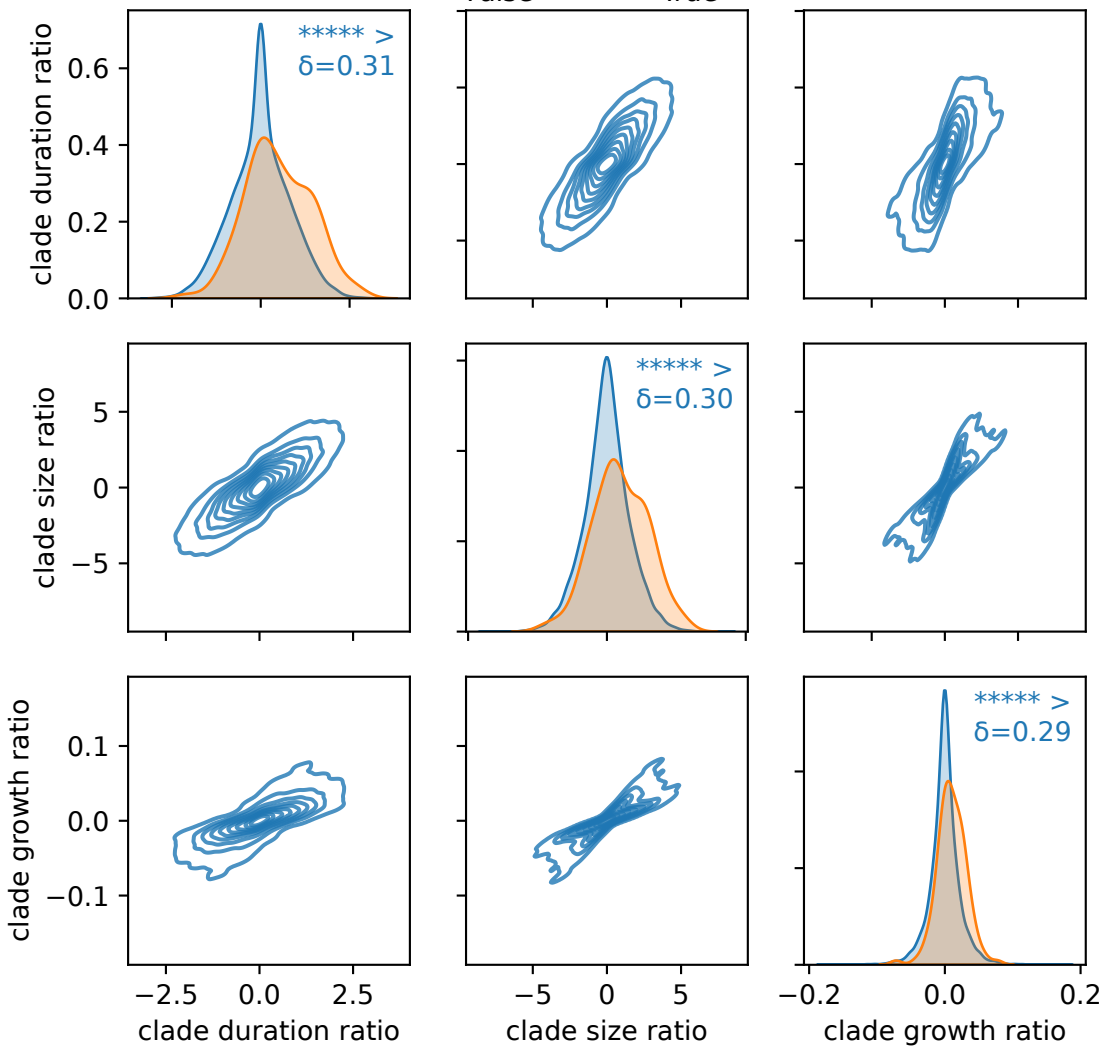 clade duration ratio
0.6
0.4
0.2
0.0
***** >
δ=0.31
clade size ratio
5
0
−5
***** >
δ=0.30
clade growth ratio
0.1
0.0
−0.1
***** >
δ=0.29
−2.5 0.0 2.5
−5 0 5
−0.2 0.0 0.2
clade duration ratio
clade size ratio
clade growth ratio